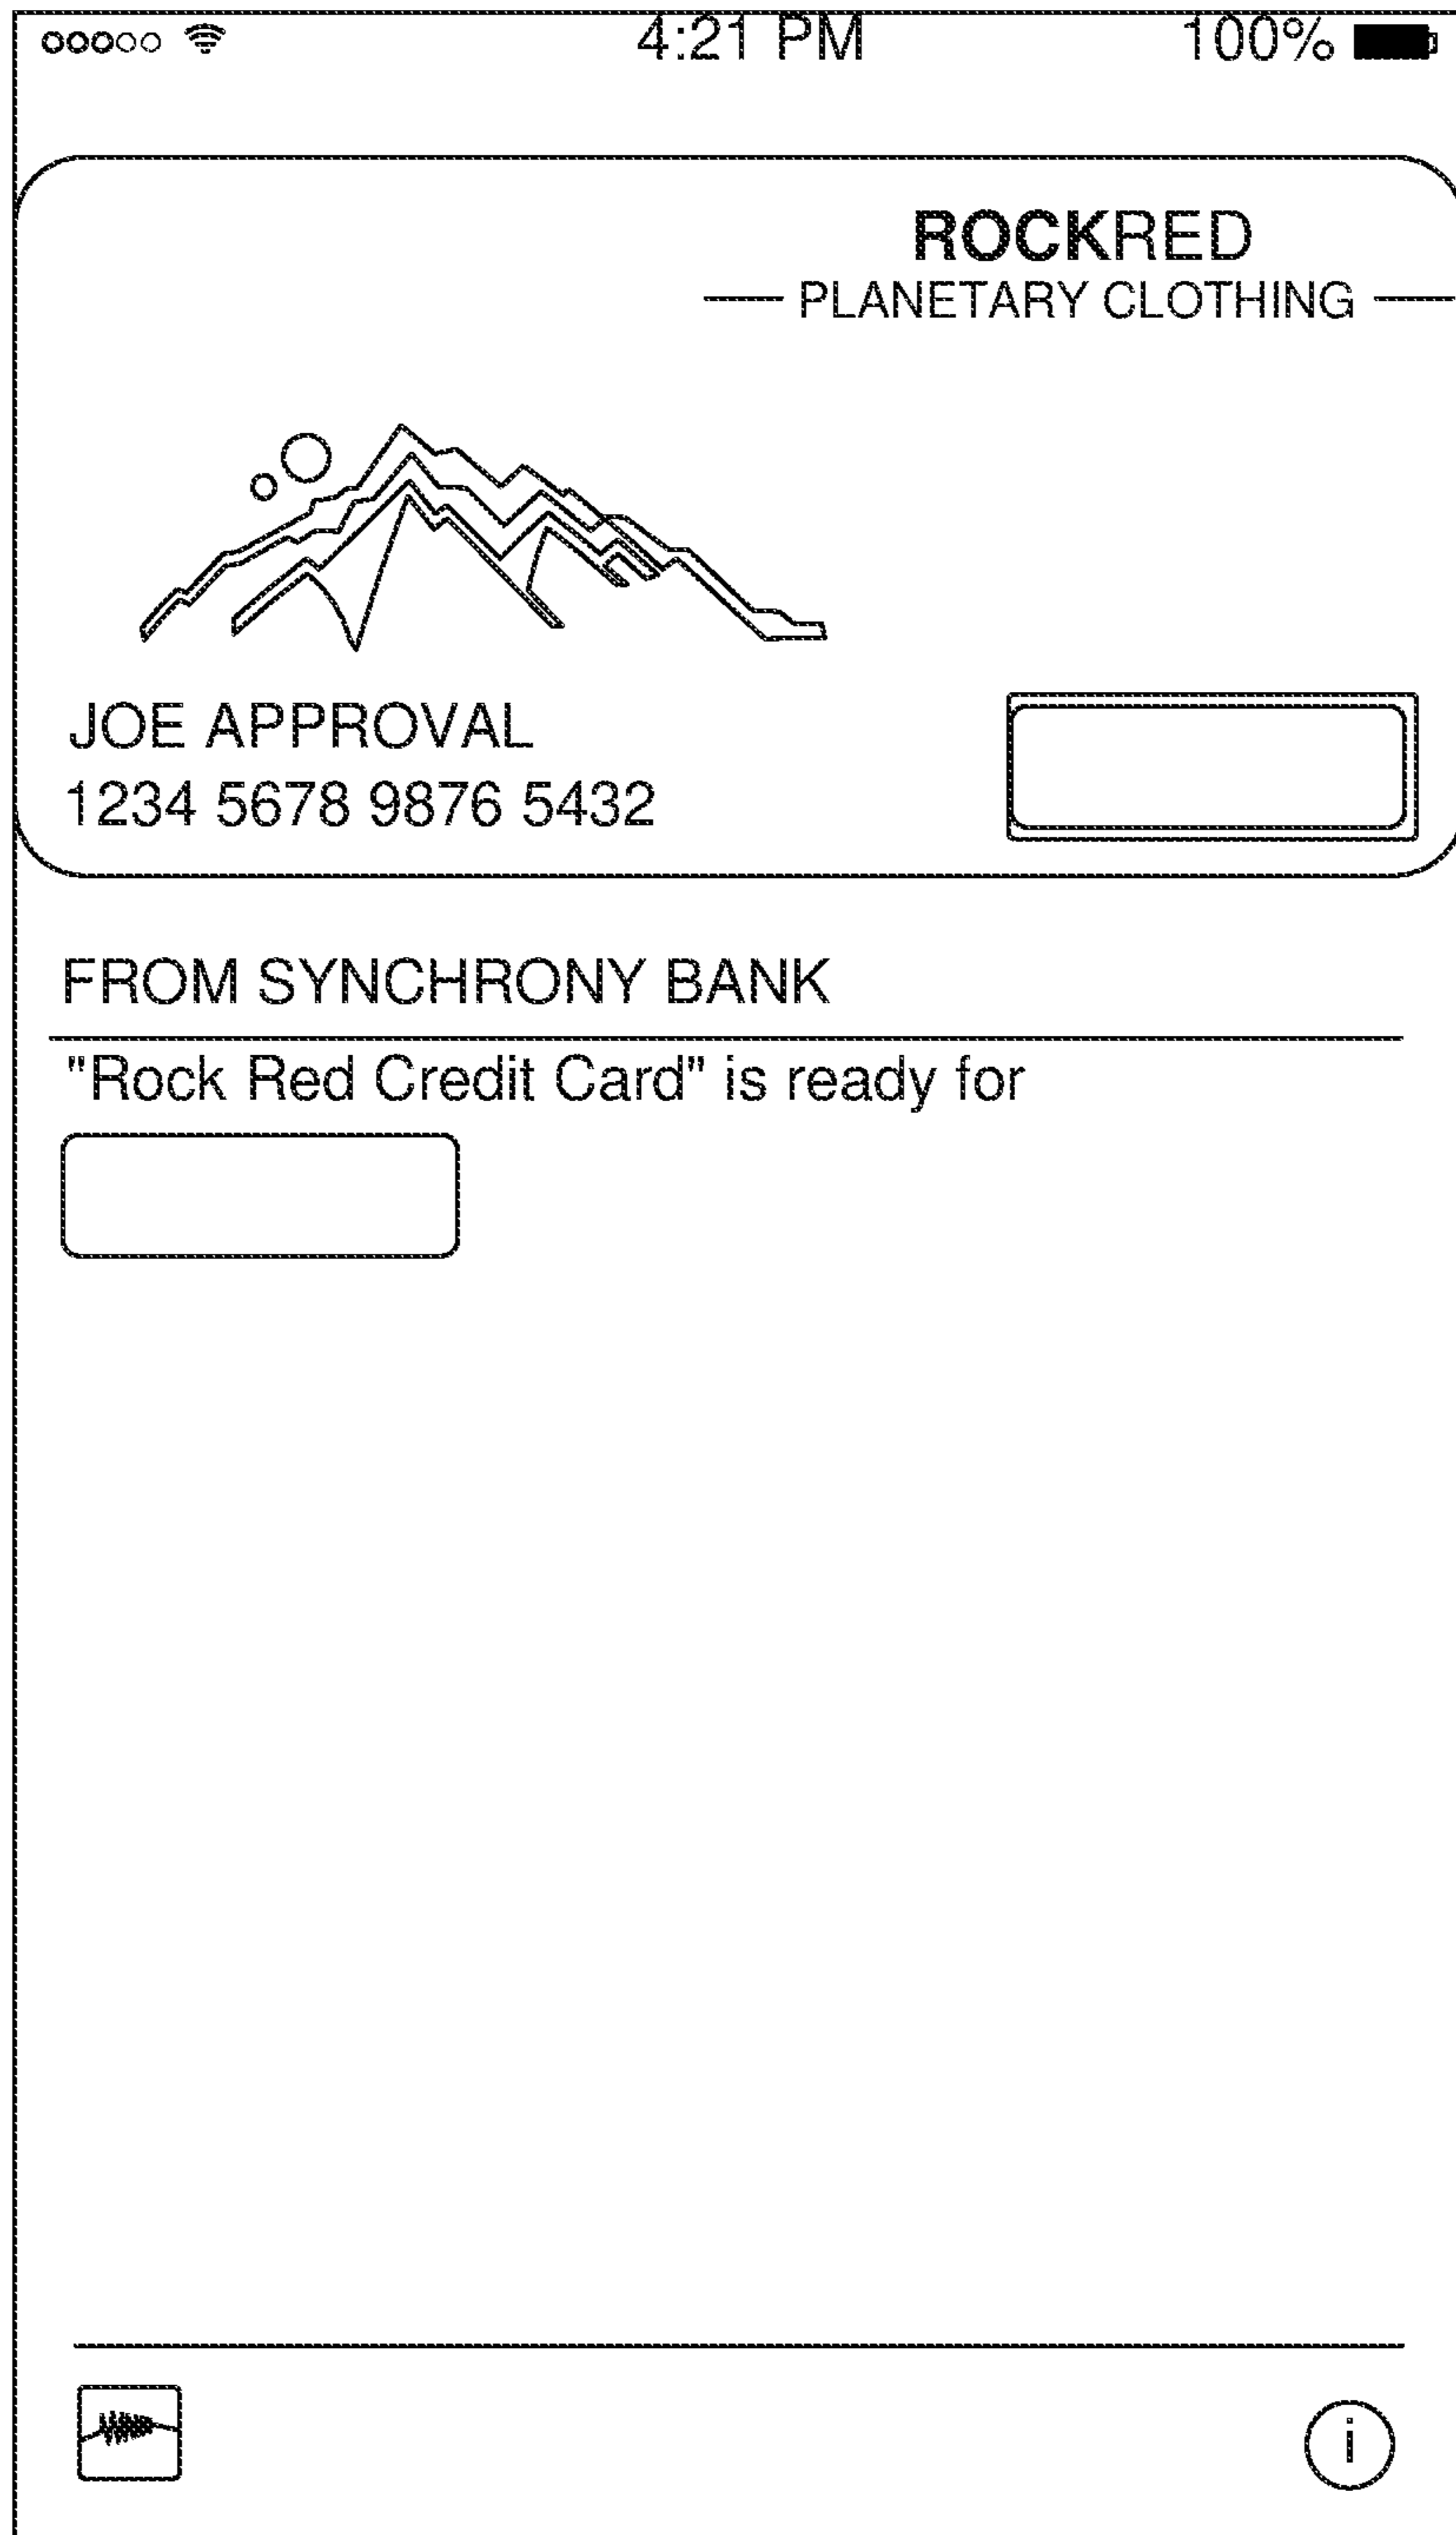 4:21 PM 100%
ROCKRED
PLANETARY CLOTHING
JOE APPROVAL
1234 5678 9876 5432
FROM SYNCHRONY BANK
"Rock Red Credit Card" is ready for
i